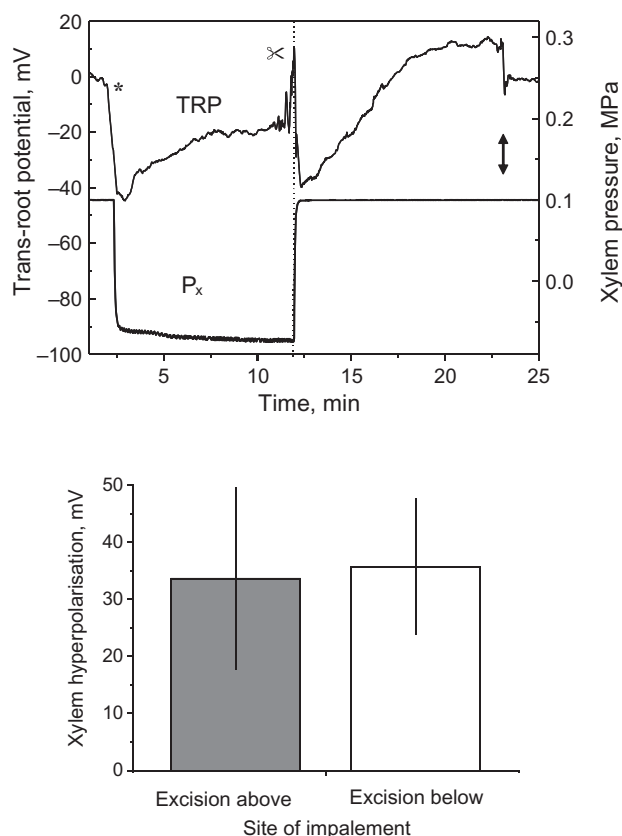 Trans-root potential, mV
20
0
–20
–40
–60
–80
–100
*
✂
TRP
Px
0.3
0.2
0.1
0.0
Xylem pressure, MPa
5 10 15 20 25
Time, min
Xylem hyperpolarisation, mV
50
40
30
20
10
0
Excision above Excision below
Site of impalement